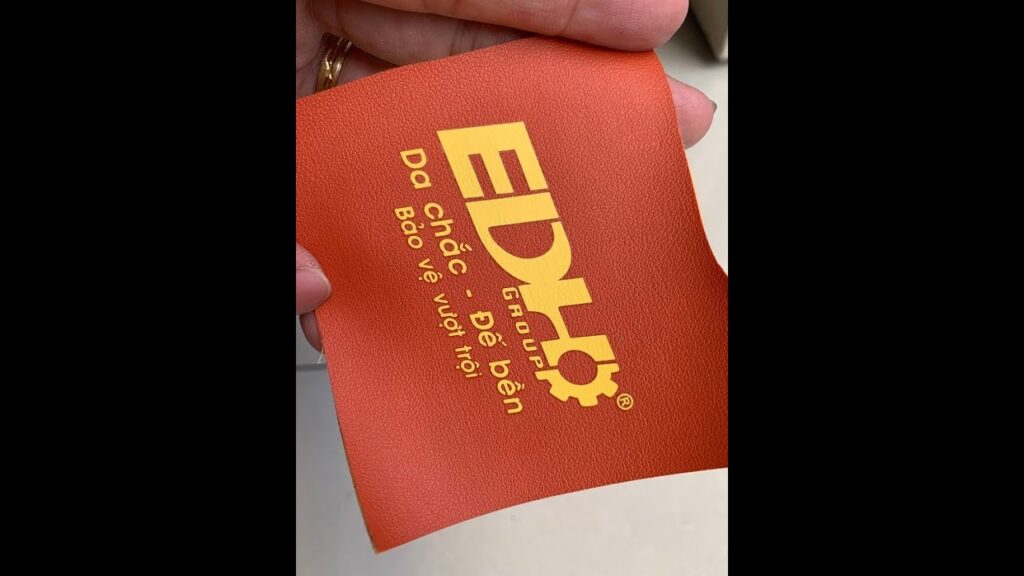 EDHO
GROUP
®
Da chắc - Đế bền
Bảo vệ vượt trội